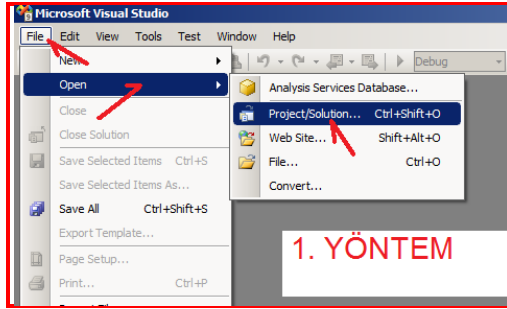 Microsoft Visual Studio
File Edit View Tools Test Window Help
New
Debug
Open
Analysis Services Database...
Close
Project/Solution... Ctrl+Shift+O
Close Solution
Web Site... Shift+Alt+O
Save Selected Items Ctrl+S
File... Ctrl+O
Save Selected Items As...
Convert...
Save All Ctrl+Shift+S
Export Template...
1. YÖNTEM
Page Setup...
Print... Ctrl+P